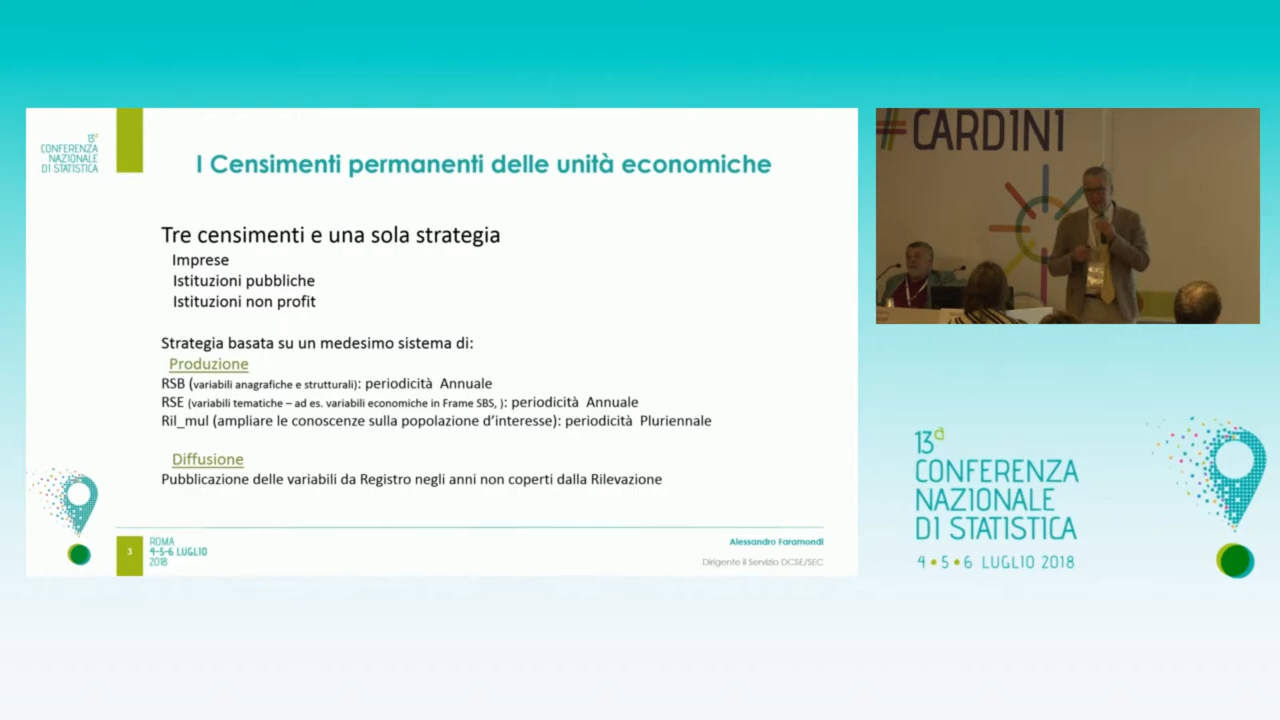 13ª
CONFERENZA
NAZIONALE
DI STATISTICA
I Censimenti permanenti delle unità economiche
Tre censimenti e una sola strategia
Imprese
Istituzioni pubbliche
Istituzioni non profit
Strategia basata su un medesimo sistema di:
Produzione
RSB (variabili anagrafiche e strutturali): periodicità Annuale
RSE (variabili tematiche – ad es. variabili economiche in Frame SBS, ): periodicità Annuale
Ril_mul (ampliare le conoscenze sulla popolazione d'interesse): periodicità Pluriennale
Diffusione
Pubblicazione delle variabili da Registro negli anni non coperti dalla Rilevazione
3
ROMA
4-5-6 LUGLIO
2018
Alessandro Faramondi
Dirigente il Servizio DCSE/SEC
#CARDINI
13ª
CONFERENZA
NAZIONALE
DI STATISTICA
4•5•6 LUGLIO 2018